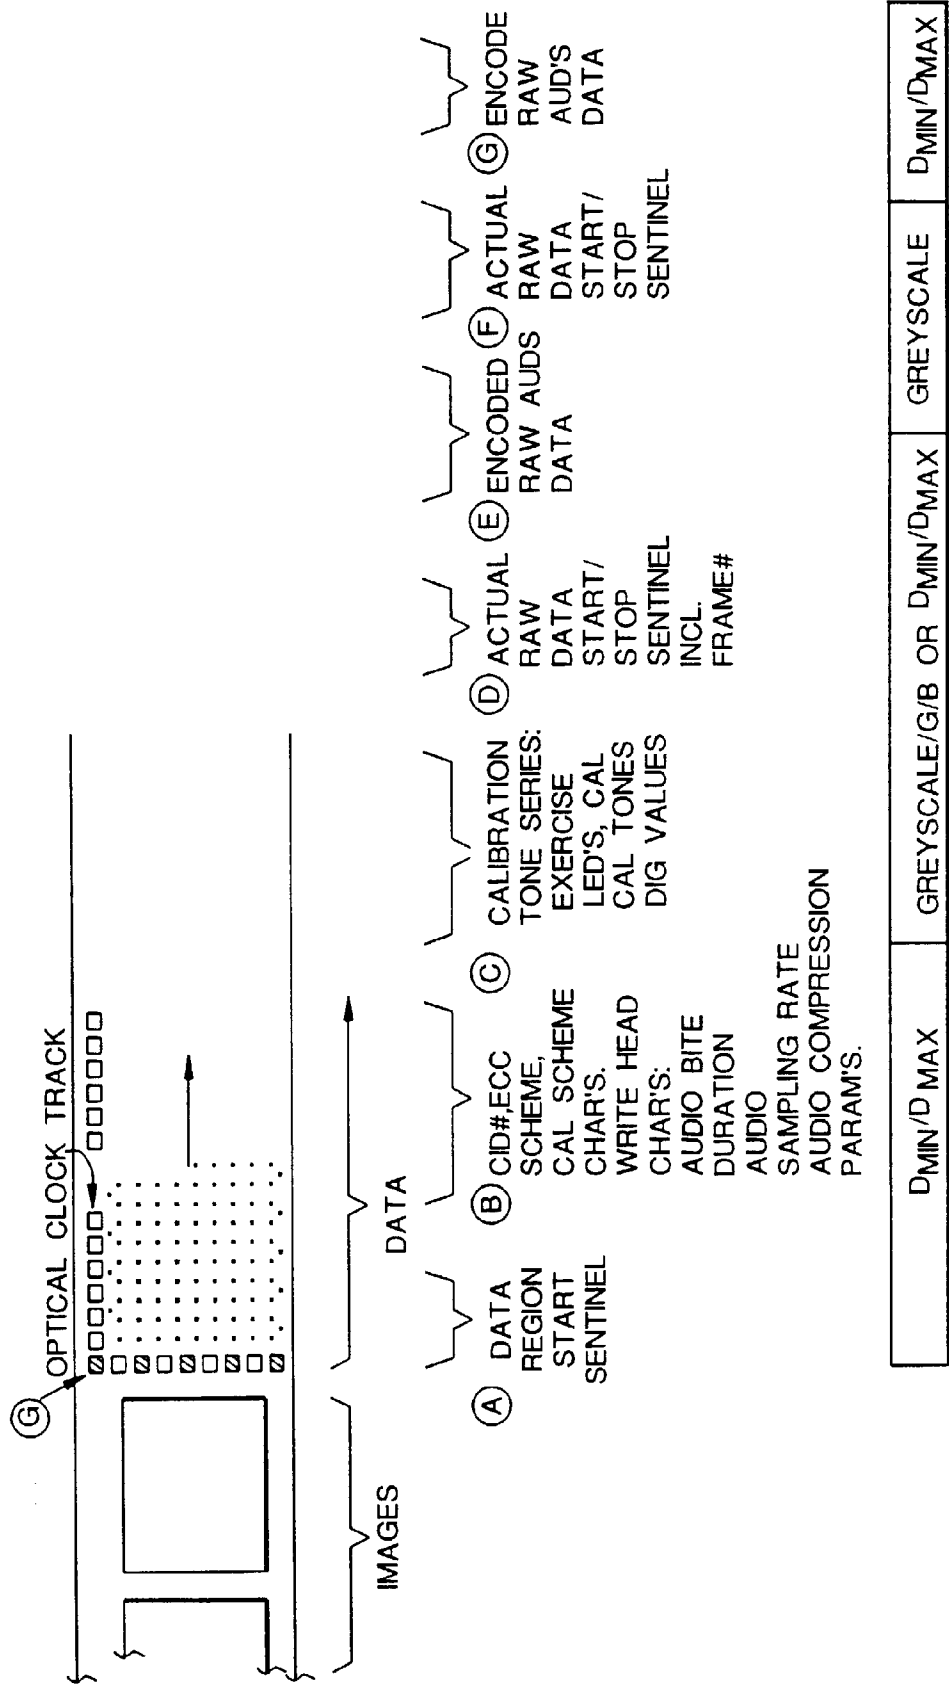 G
OPTICAL CLOCK TRACK
IMAGES
DATA
A DATA
REGION
START
SENTINEL
B CID#,ECC
SCHEME,
CAL SCHEME
CHAR'S.
WRITE HEAD
CHAR'S:
AUDIO BITE
DURATION
AUDIO
SAMPLING RATE
AUDIO COMPRESSION
PARAM'S.
C CALIBRATION
TONE SERIES:
EXERCISE
LED'S, CAL
CAL TONES
DIG VALUES
D ACTUAL
RAW
DATA
START/
STOP
SENTINEL
INCL.
FRAME#
E ENCODED
RAW AUDS
DATA
F ACTUAL
RAW
DATA
START/
STOP
SENTINEL
G ENCODE
RAW
AUD'S
DATA
DMIN/D MAX
GREYSCALE/G/B OR DMIN/DMAX
GREYSCALE
DMIN/DMAX